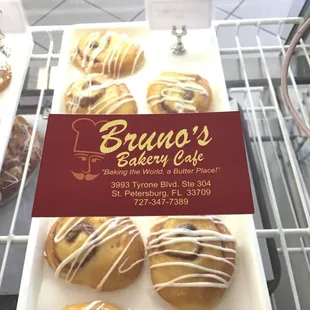 Bruno's
Bakery Cafe
"Baking the World, a Butter Place!"
3993 Tyrone Blvd. Ste 304
St. Petersburg, FL 33709
727-347-7389